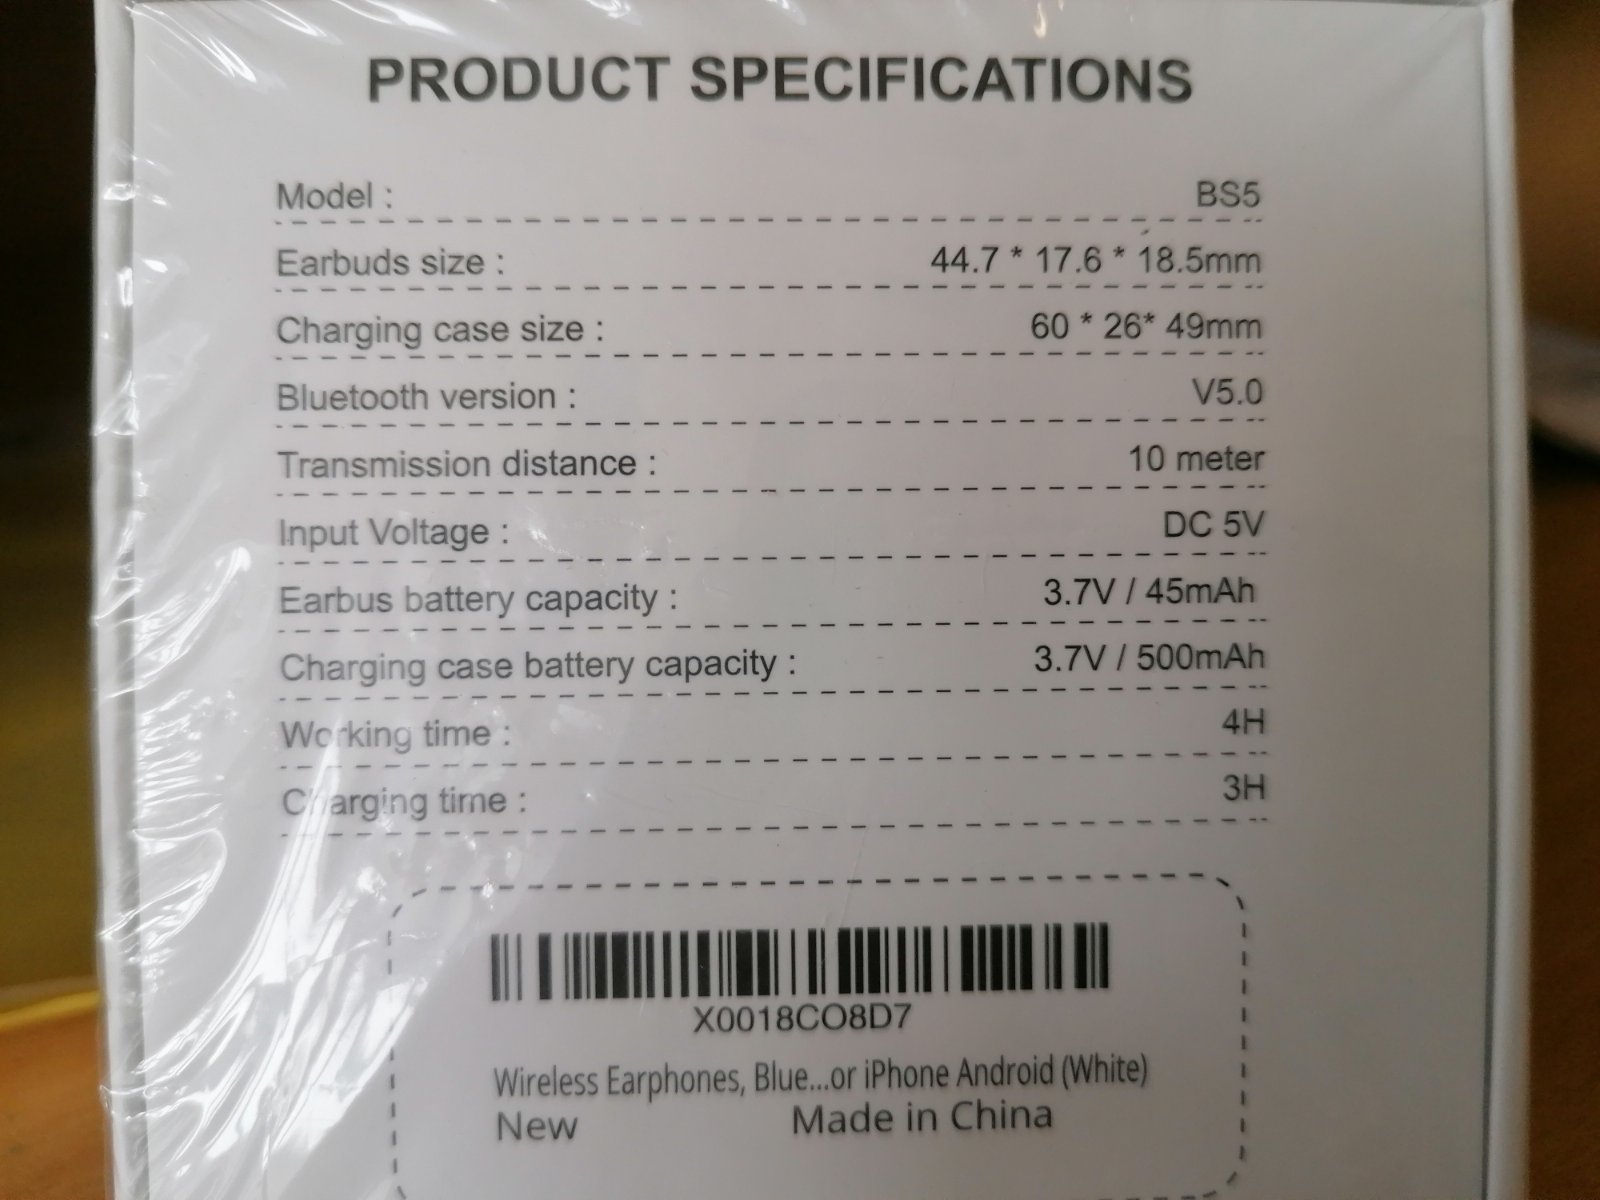 PRODUCT SPECIFICATIONS
Model : BS5
Earbuds size : 44.7 * 17.6 * 18.5mm
Charging case size : 60 * 26* 49mm
Bluetooth version : V5.0
Transmission distance : 10 meter
Input Voltage : DC 5V
Earbus battery capacity : 3.7V / 45mAh
Charging case battery capacity : 3.7V / 500mAh
Working time : 4H
Charging time : 3H
X0018CO8D7
Wireless Earphones, Blue...or iPhone Android (White)
New Made in China